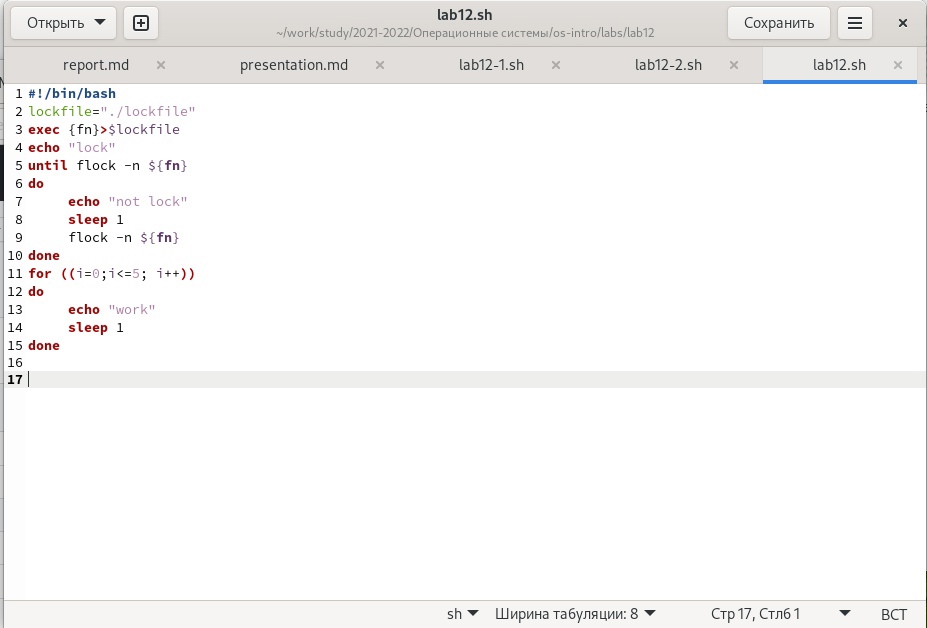 Открыть
lab12.sh
~/work/study/2021-2022/Операционные системы/os-intro/labs/lab12
Сохранить
report.md
presentation.md
lab12-1.sh
lab12-2.sh
lab12.sh
1 #!/bin/bash
2 lockfile="./lockfile"
3 exec {fn}>$lockfile
4 echo "lock"
5 until flock -n ${fn}
6 do
7 echo "not lock"
8 sleep 1
9 flock -n ${fn}
10 done
11 for ((i=0;i<=5; i++))
12 do
13 echo "work"
14 sleep 1
15 done
16
17
sh Ширина табуляции: 8 Стр 17, Стлб 1 ВСТ